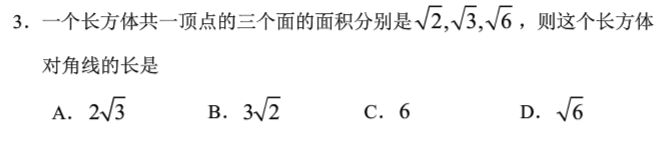 3．一个长方体共一顶点的三个面的面积分别是√2,√3,√6，则这个长方体
对角线的长是
A．2√3  B．3√2  C．6  D．√6